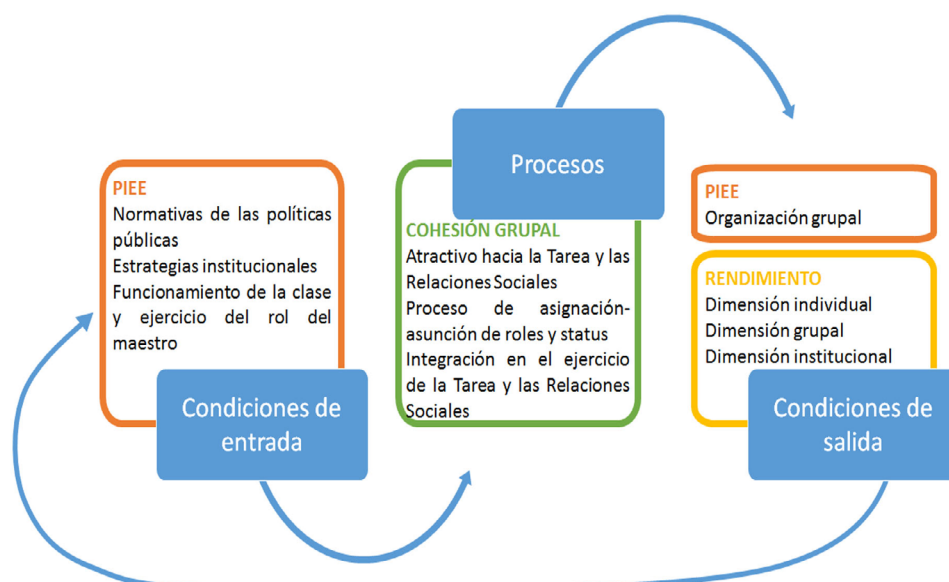 PIEE
Normativas de las políticas
públicas
Estrategias institucionales
Funcionamiento de la clase
y ejercicio del rol del
maestro
Condiciones de
entrada
Procesos
COHESIÓN GRUPAL
Atractivo hacia la Tarea y las
Relaciones Sociales
Proceso de asignación-
asunción de roles y status
Integración en el ejercicio
de la Tarea y las Relaciones
Sociales
PIEE
Organización grupal
RENDIMIENTO
Dimensión individual
Dimensión grupal
Dimensión institucional
Condiciones de
salida